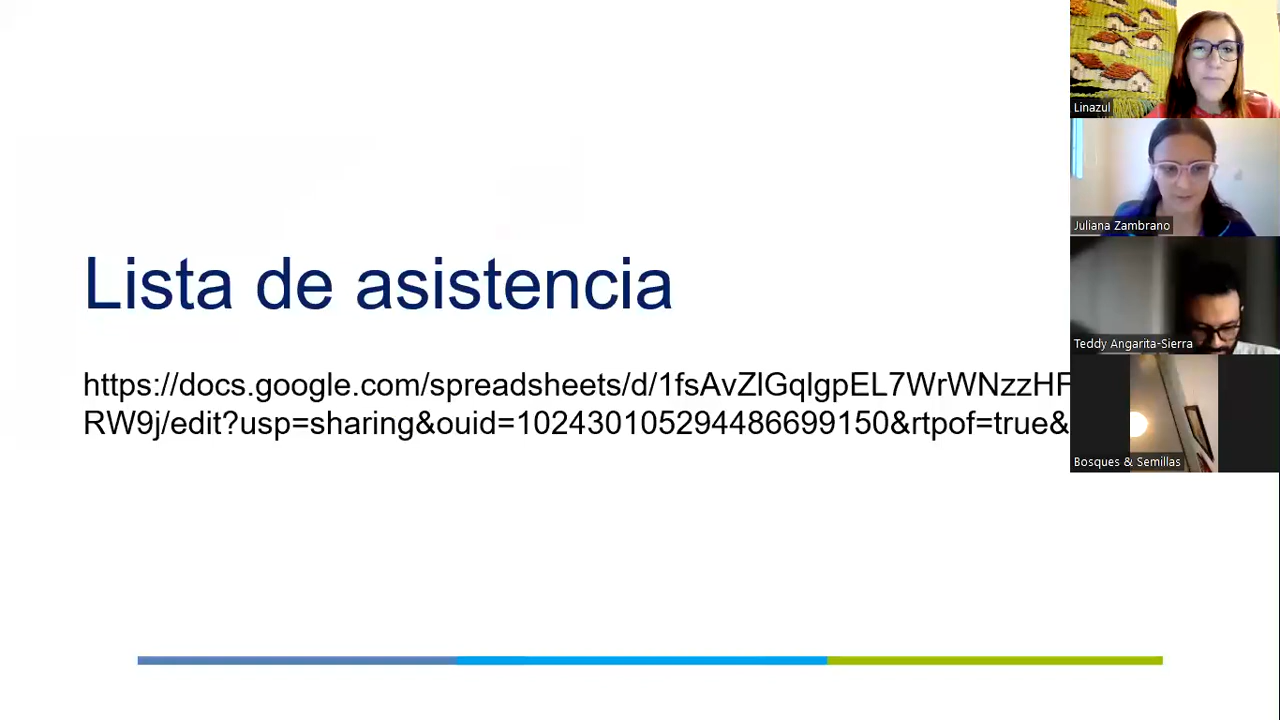 Lista de asistencia
https://docs.google.com/spreadsheets/d/1fsAvZlGqlgpEL7WrWNzzHF
RW9j/edit?usp=sharing&ouid=102430105294486699150&rtpof=true&
Linazul
Juliana Zambrano
Teddy Angarita-Sierra
Bosques & Semillas